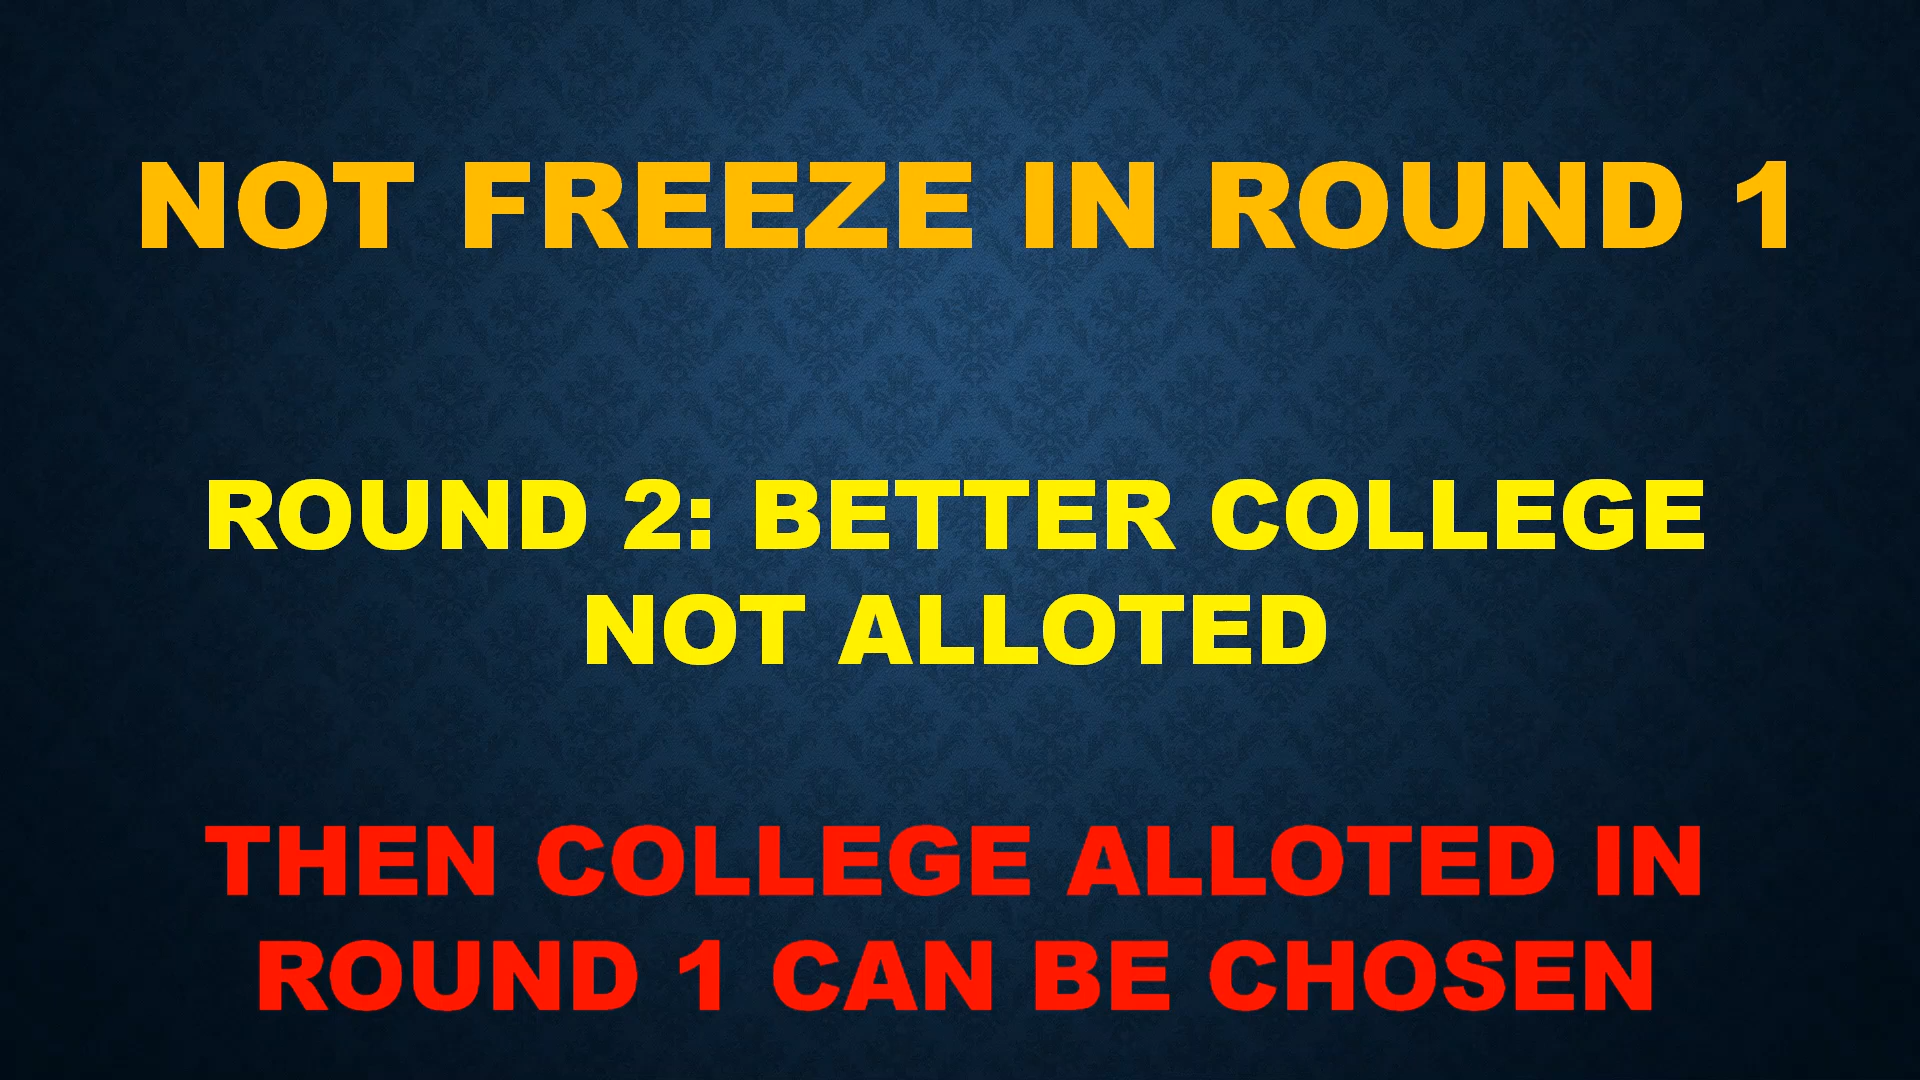 NOT FREEZE IN ROUND 1
ROUND 2: BETTER COLLEGE
NOT ALLOTED
THEN COLLEGE ALLOTED IN
ROUND 1 CAN BE CHOSEN